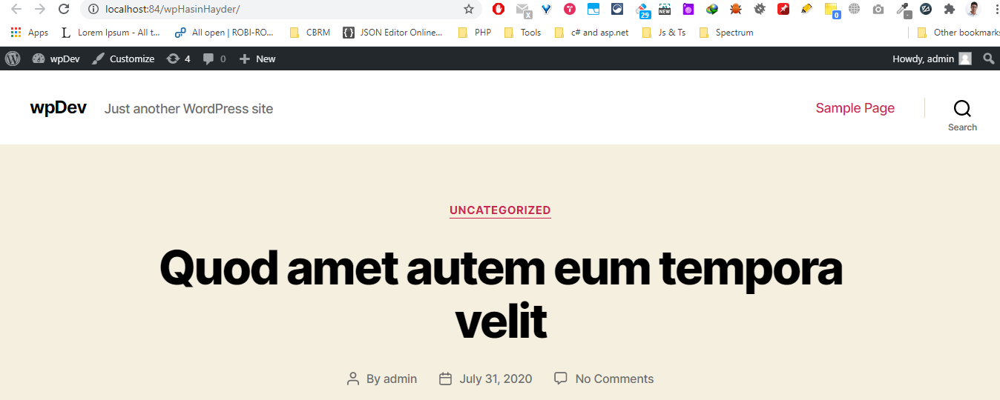 localhost:84/wpHasinHayder/
X
29
NEW
0
Apps
Lorem Ipsum - All t...
All open | ROBI-RO...
CBRM
JSON Editor Online...
PHP
Tools
c# and asp.net
Js & Ts
Spectrum
Other bookmarks
wpDev
Customize
4
0
New
Howdy, admin
wpDev
Just another WordPress site
Sample Page
Search
UNCATEGORIZED
Quod amet autem eum tempora
velit
By admin
July 31, 2020
No Comments